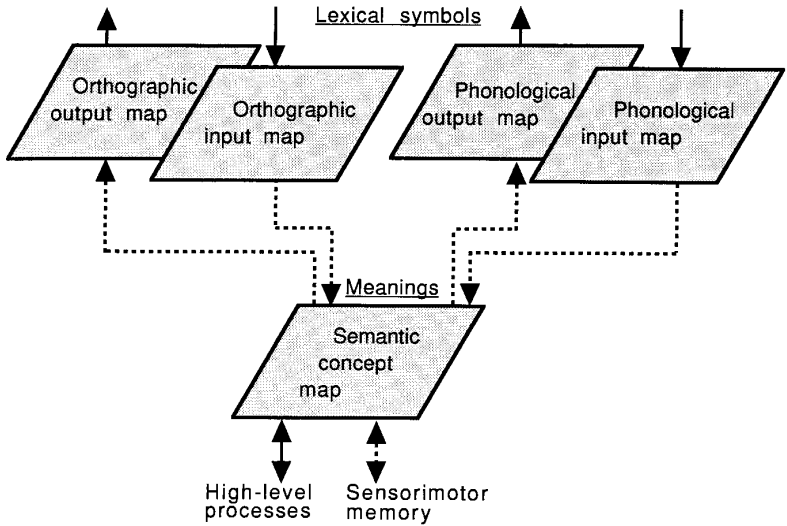 Lexical symbols
Orthographic
output map
Orthographic
input map
Phonological
output map
Phonological
input map
Meanings
Semantic
concept
map
High-level
processes
Sensorimotor
memory